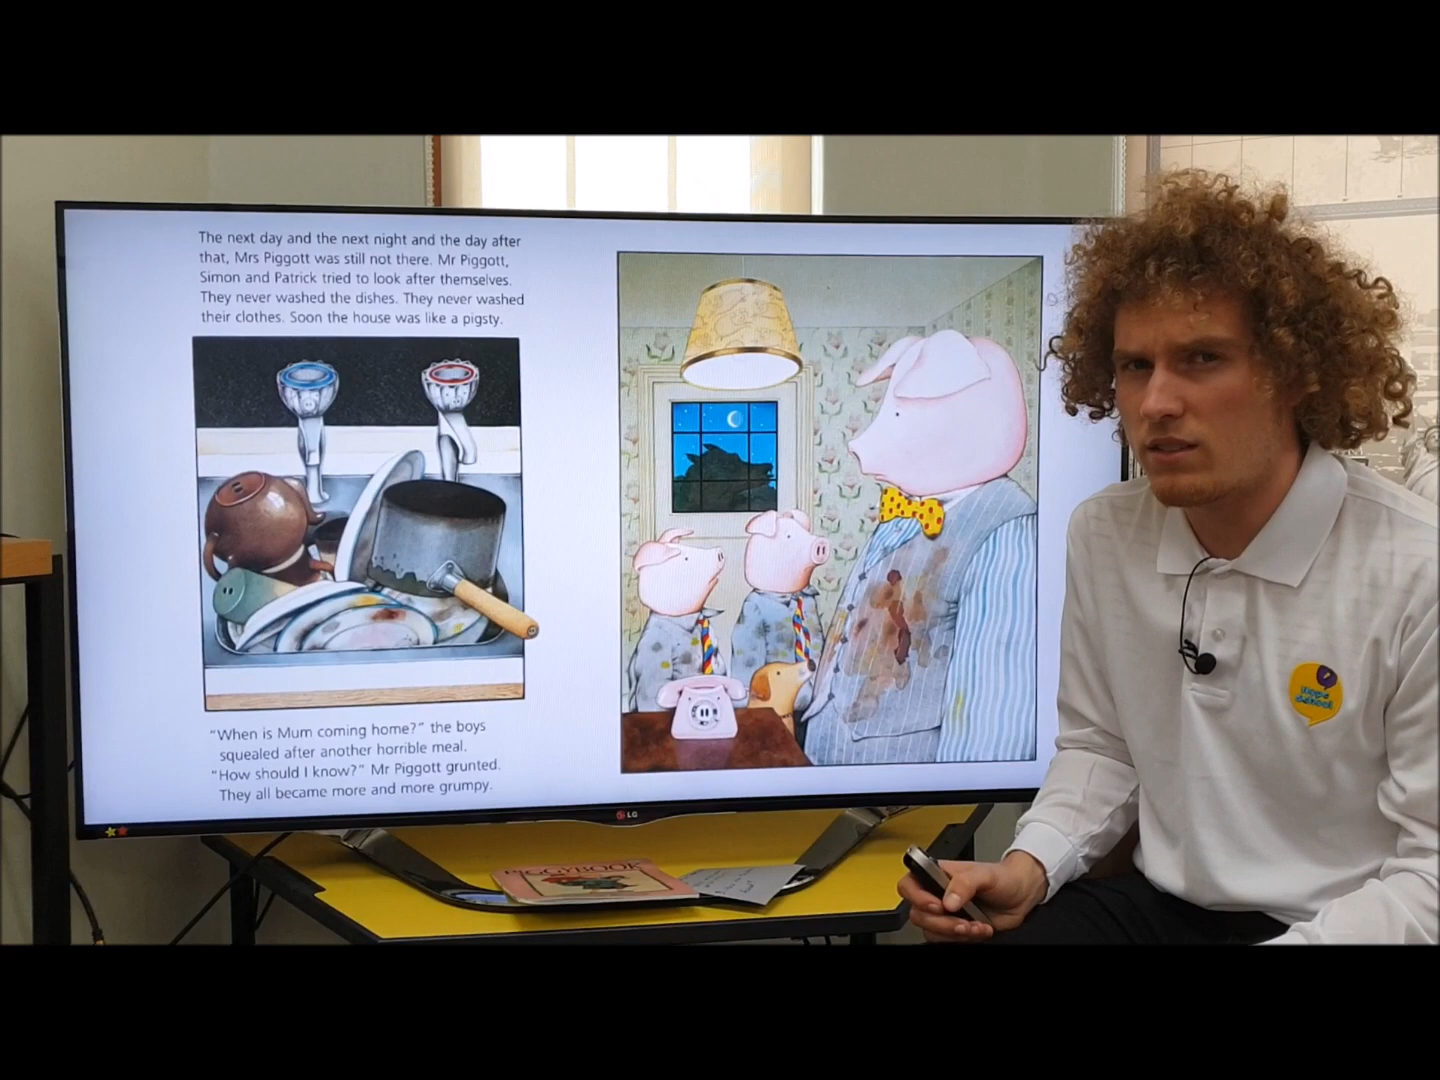 The next day and the next night and the day after
that, Mrs Piggott was still not there. Mr Piggott,
Simon and Patrick tried to look after themselves.
They never washed the dishes. They never washed
their clothes. Soon the house was like a pigsty.
"When is Mum coming home?" the boys
squealed after another horrible meal.
"How should I know?" Mr Piggott grunted.
They all became more and more grumpy.
LG
PIGGYBOOK